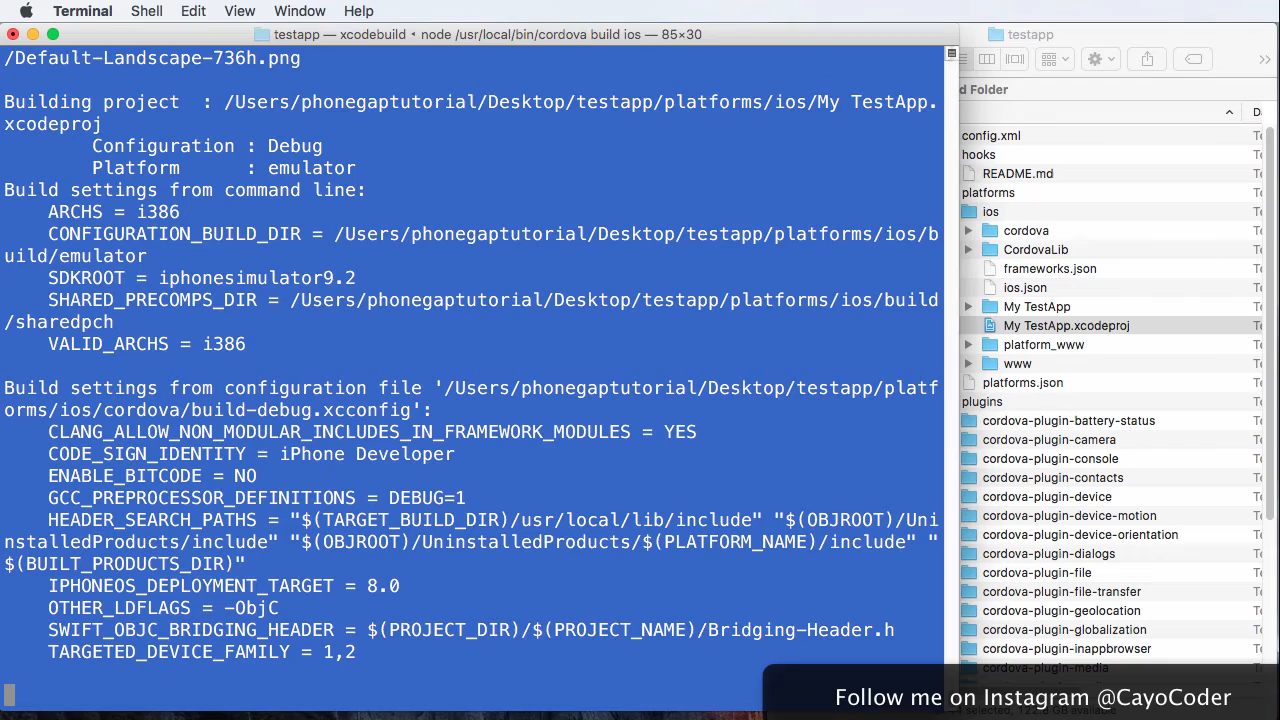 Terminal Shell Edit View Window Help
testapp — xcodebuild ◂ node /usr/local/bin/cordova build ios — 85×30
testapp
/Default-Landscape-736h.png
Building project  : /Users/phonegaptutorial/Desktop/testapp/platforms/ios/My TestApp.
xcodeproj
Configuration : Debug
Platform      : emulator
Build settings from command line:
ARCHS = i386
CONFIGURATION_BUILD_DIR = /Users/phonegaptutorial/Desktop/testapp/platforms/ios/b
uild/emulator
SDKROOT = iphonesimulator9.2
SHARED_PRECOMPS_DIR = /Users/phonegaptutorial/Desktop/testapp/platforms/ios/build
/sharedpch
VALID_ARCHS = i386
Build settings from configuration file '/Users/phonegaptutorial/Desktop/testapp/platf
orms/ios/cordova/build-debug.xcconfig':
CLANG_ALLOW_NON_MODULAR_INCLUDES_IN_FRAMEWORK_MODULES = YES
CODE_SIGN_IDENTITY = iPhone Developer
ENABLE_BITCODE = NO
GCC_PREPROCESSOR_DEFINITIONS = DEBUG=1
HEADER_SEARCH_PATHS = "$(TARGET_BUILD_DIR)/usr/local/lib/include" "$(OBJROOT)/Uni
nstalledProducts/include" "$(OBJROOT)/UninstalledProducts/$(PLATFORM_NAME)/include" "
$(BUILT_PRODUCTS_DIR)"
IPHONEOS_DEPLOYMENT_TARGET = 8.0
OTHER_LDFLAGS = -ObjC
SWIFT_OBJC_BRIDGING_HEADER = $(PROJECT_DIR)/$(PROJECT_NAME)/Bridging-Header.h
TARGETED_DEVICE_FAMILY = 1,2
d Folder
config.xml
hooks
README.md
platforms
ios
cordova
CordovaLib
frameworks.json
ios.json
My TestApp
My TestApp.xcodeproj
platform_www
www
platforms.json
plugins
cordova-plugin-battery-status
cordova-plugin-camera
cordova-plugin-console
cordova-plugin-contacts
cordova-plugin-device
cordova-plugin-device-motion
cordova-plugin-device-orientation
cordova-plugin-dialogs
cordova-plugin-file
cordova-plugin-file-transfer
cordova-plugin-geolocation
cordova-plugin-globalization
cordova-plugin-inappbrowser
cordova-plugin-media
Follow me on Instagram @CayoCoder